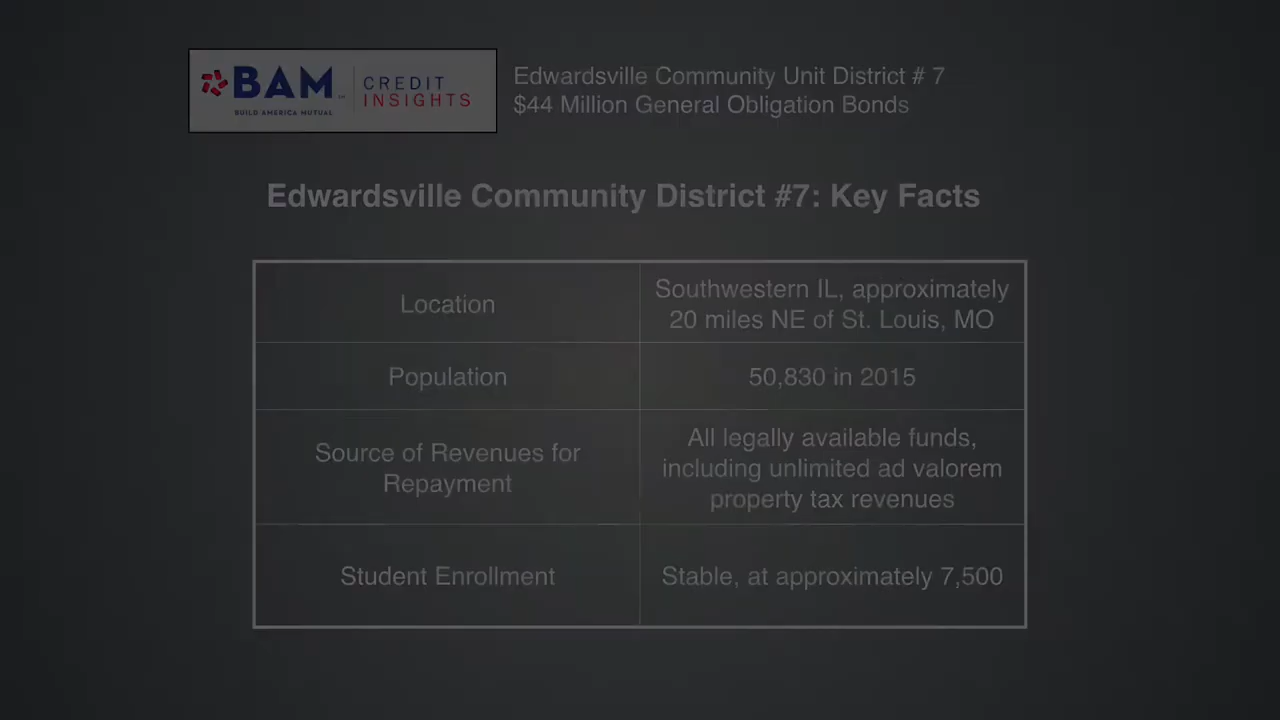 BAM™
BUILD AMERICA MUTUAL
CREDIT
INSIGHTS
Edwardsville Community Unit District # 7
$44 Million General Obligation Bonds
Edwardsville Community District #7: Key Facts
Location
Southwestern IL, approximately
20 miles NE of St. Louis, MO
Population
50,830 in 2015
Source of Revenues for
Repayment
All legally available funds,
including unlimited ad valorem
property tax revenues
Student Enrollment
Stable, at approximately 7,500